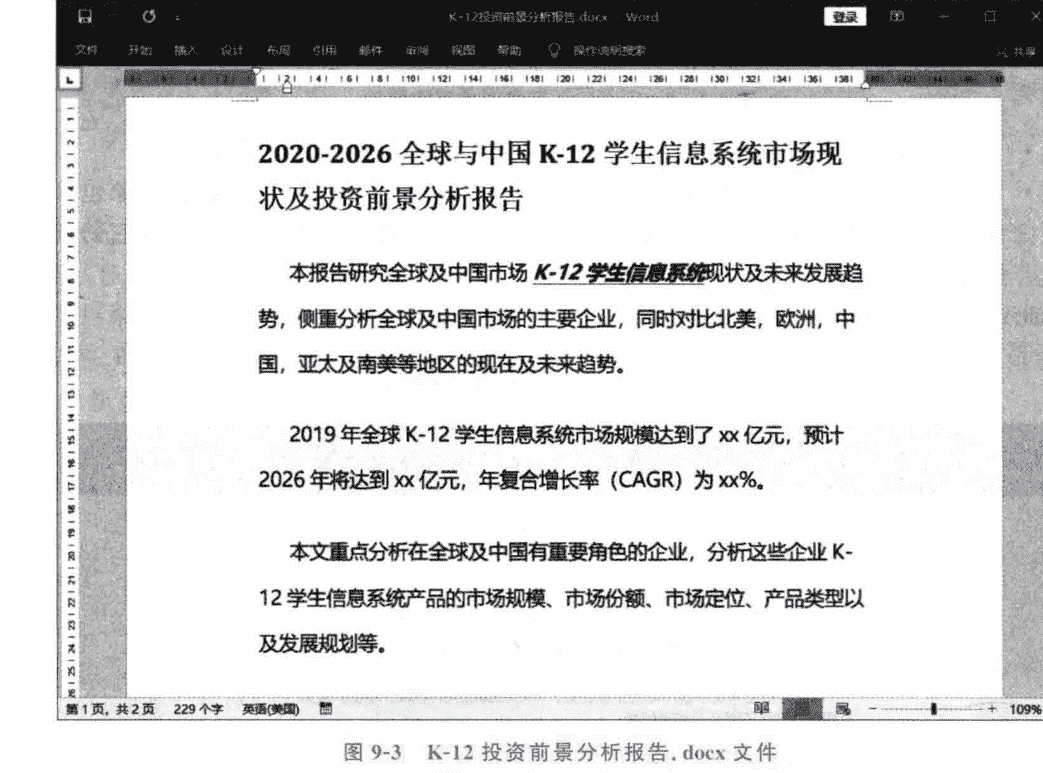 K-12投资前景分析报告.docx - Word
登录
文件 开始 插入 设计 布局 引用 邮件 审阅 视图 帮助 操作说明搜索 共享
2020-2026 全球与中国 K-12 学生信息系统市场现
状及投资前景分析报告
本报告研究全球及中国市场 K-12 学生信息系统现状及未来发展趋
势，侧重分析全球及中国市场的主要企业，同时对比北美，欧洲，中
国，亚太及南美等地区的现在及未来趋势。
2019 年全球 K-12 学生信息系统市场规模达到了 xx 亿元，预计
2026 年将达到 xx 亿元，年复合增长率（CAGR）为 xx%。
本文重点分析在全球及中国有重要角色的企业，分析这些企业 K-
12 学生信息系统产品的市场规模、市场份额、市场定位、产品类型以
及发展规划等。
第 1 页，共 2 页 229 个字 英语(美国) 109%
图 9-3 K-12 投资前景分析报告. docx 文件